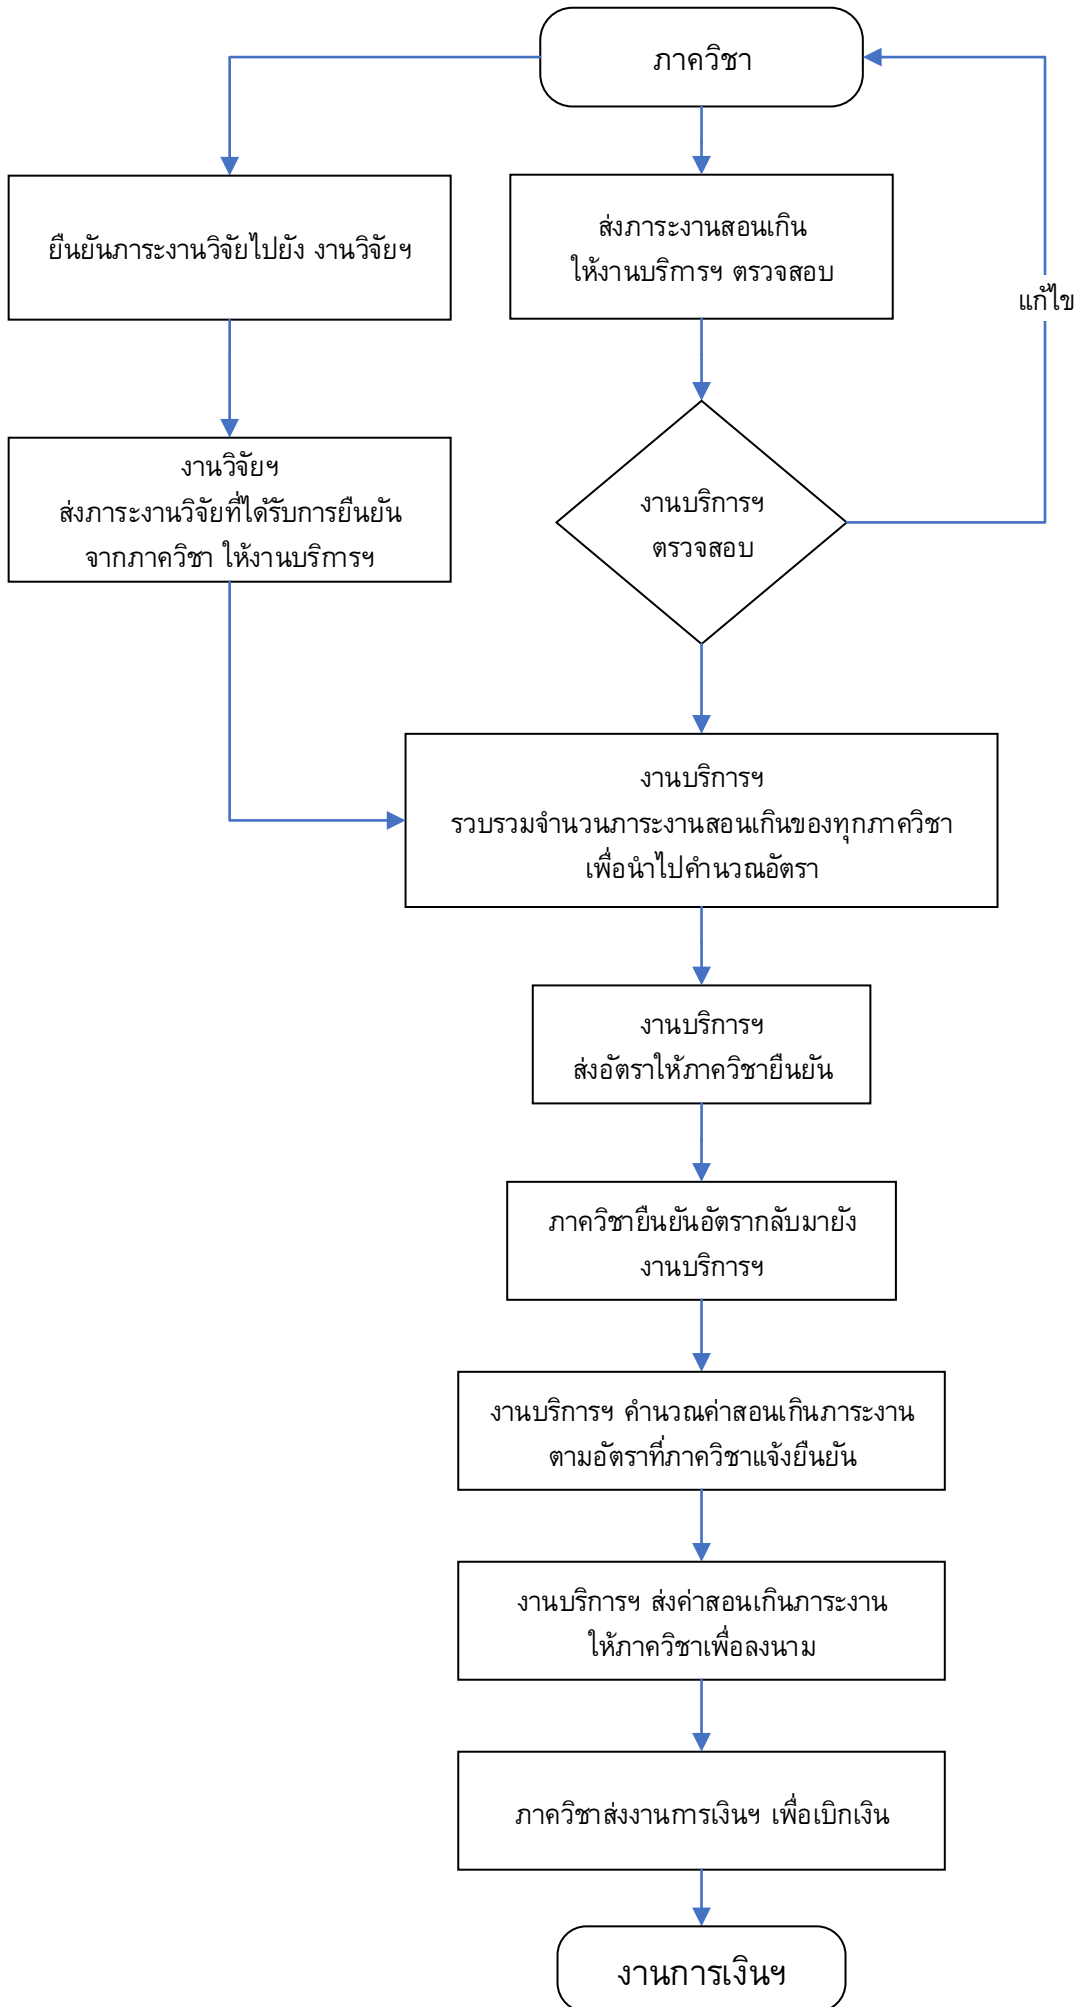 ภาควิชา
ยืนยันภาระงานวิจัยไปยัง งานวิจัยฯ
ส่งภาระงานสอนเกิน
ให้งานบริการฯ ตรวจสอบ
แก้ไข
งานวิจัยฯ
ส่งภาระงานวิจัยที่ได้รับการยืนยัน
จากภาควิชา ให้งานบริการฯ
งานบริการฯ
ตรวจสอบ
งานบริการฯ
รวบรวมจำนวนภาระงานสอนเกินของทุกภาควิชา
เพื่อนำไปคำนวณอัตรา
งานบริการฯ
ส่งอัตราให้ภาควิชายืนยัน
ภาควิชายืนยันอัตรากลับมายัง
งานบริการฯ
งานบริการฯ คำนวณค่าสอนเกินภาระงาน
ตามอัตราที่ภาควิชาแจ้งยืนยัน
งานบริการฯ ส่งค่าสอนเกินภาระงาน
ให้ภาควิชาเพื่อลงนาม
ภาควิชาส่งงานการเงินฯ เพื่อเบิกเงิน
งานการเงินฯ